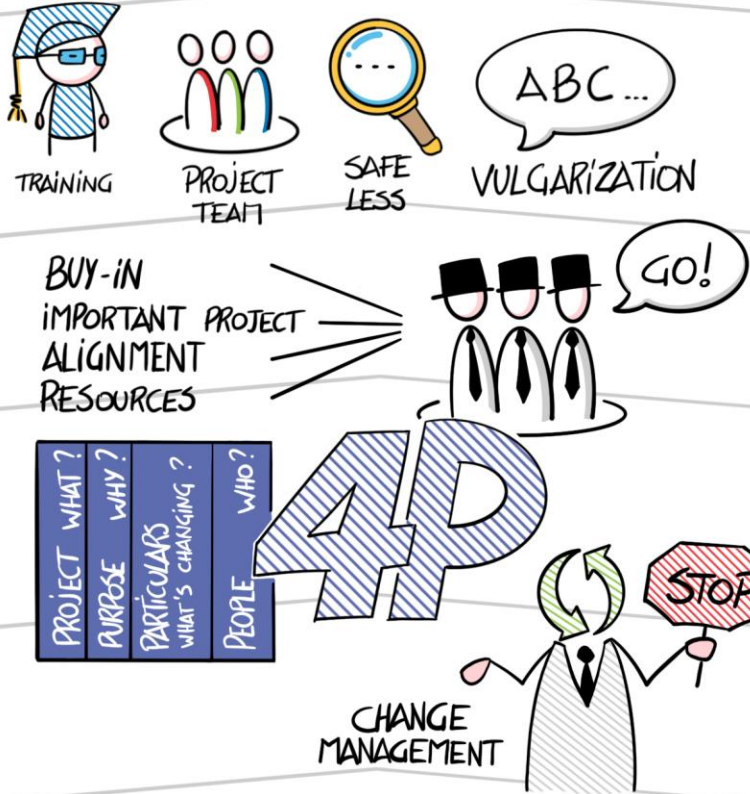 TRAINING
PROJECT
TEAM
SAFE
LESS
ABC...
VULGARIZATION
BUY-IN
IMPORTANT PROJECT
ALIGNMENT
RESOURCES
GO!
PROJECT WHAT?
PURPOSE WHY?
PARTICULARS
WHAT'S CHANGING?
PEOPLE WHO?
4P
STOP
CHANGE
MANAGEMENT